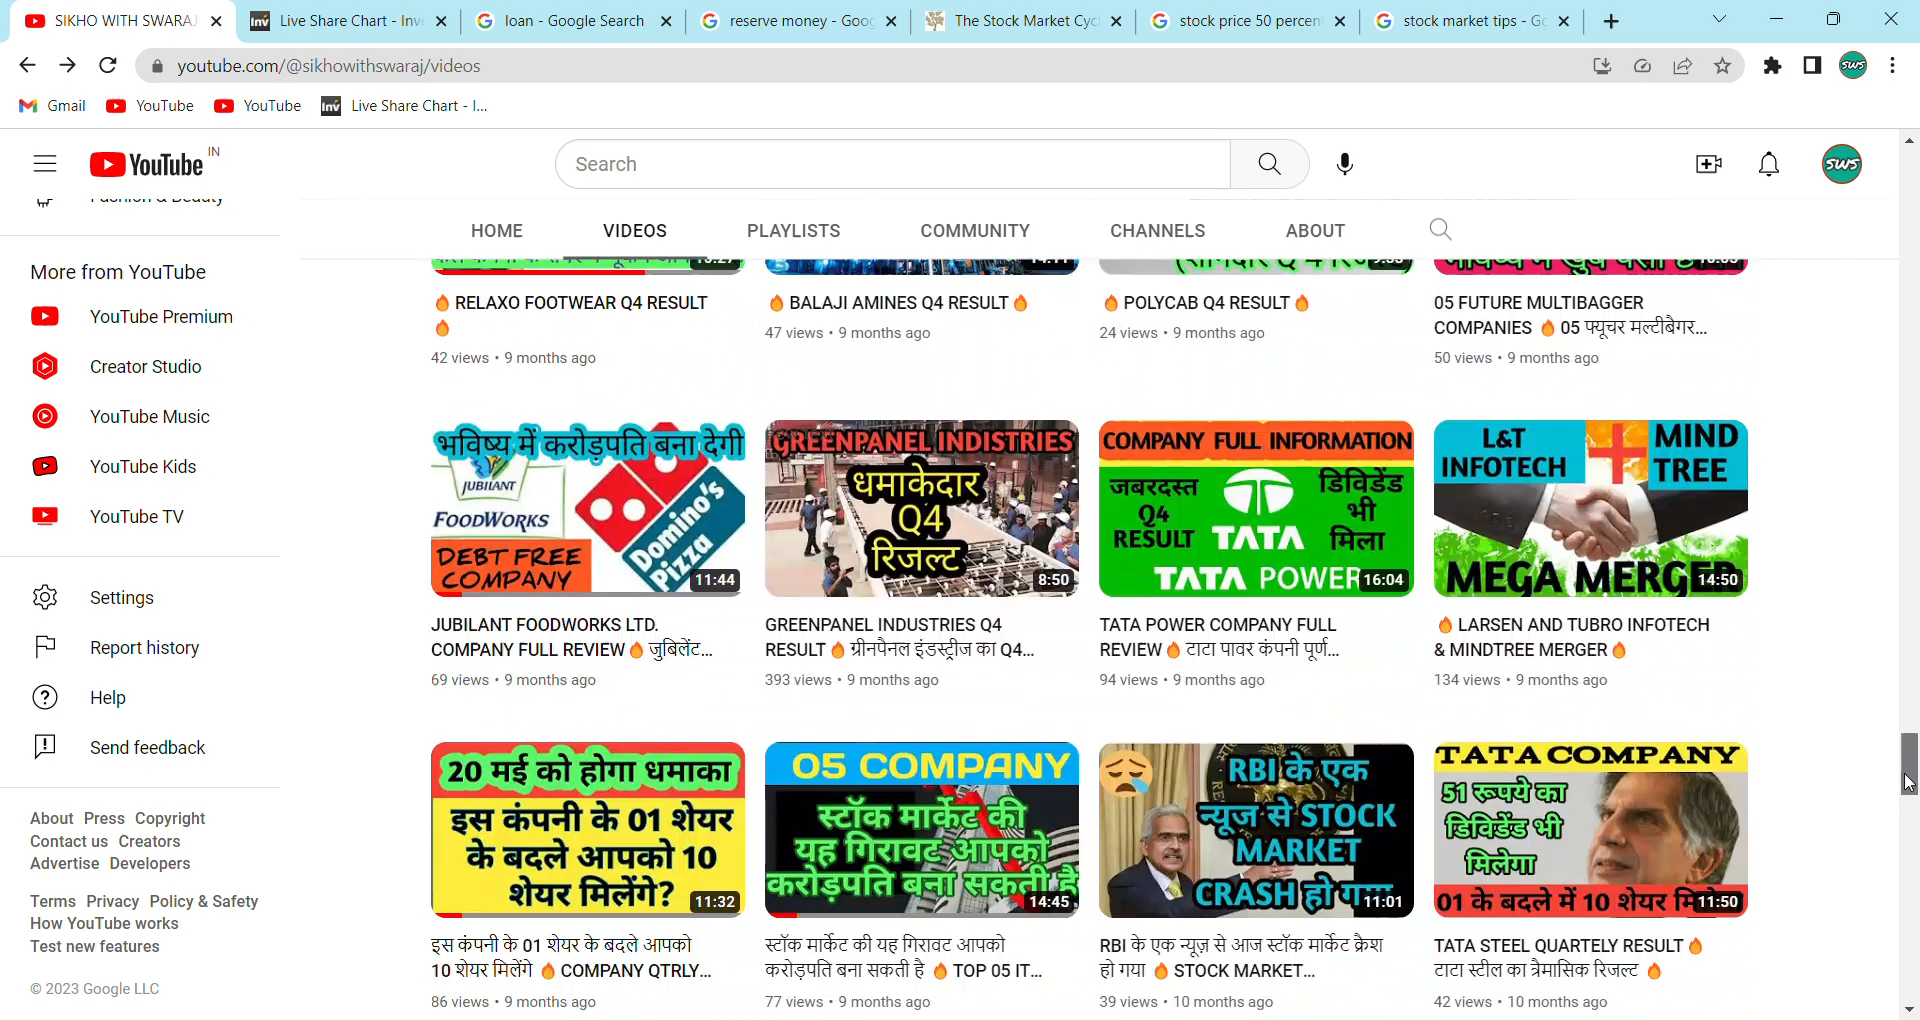 SIKHO WITH SWARAJ
Live Share Chart - Inve
loan - Google Search
reserve money - Goog
The Stock Market Cycl
stock price 50 percent
stock market tips - Go
youtube.com/@sikhowithswaraj/videos
SWS
Gmail
YouTube
YouTube
Inv Live Share Chart - I...
YouTube IN
Search
SWS
Fashion & Beauty
HOME
VIDEOS
PLAYLISTS
COMMUNITY
CHANNELS
ABOUT
More from YouTube
YouTube Premium
Creator Studio
YouTube Music
YouTube Kids
YouTube TV
Settings
Report history
Help
Send feedback
About Press Copyright
Contact us Creators
Advertise Developers
Terms Privacy Policy & Safety
How YouTube works
Test new features
© 2023 Google LLC
🔥 RELAXO FOOTWEAR Q4 RESULT
🔥
42 views • 9 months ago
🔥 BALAJI AMINES Q4 RESULT 🔥
47 views • 9 months ago
🔥 POLYCAB Q4 RESULT 🔥
24 views • 9 months ago
05 FUTURE MULTIBAGGER
COMPANIES 🔥 05 फ्यूचर मल्टीबैगर...
50 views • 9 months ago
भविष्य में करोड़पति बना देगी
JUBILANT
FOODWORKS
Domino's
Pizza
DEBT FREE
COMPANY
11:44
JUBILANT FOODWORKS LTD.
COMPANY FULL REVIEW 🔥 जुबिलेंट...
69 views • 9 months ago
GREENPANEL INDISTRIES
धमाकेदार
Q4
रिजल्ट
8:50
GREENPANEL INDUSTRIES Q4
RESULT 🔥 ग्रीनपैनल इंडस्ट्रीज का Q4...
393 views • 9 months ago
COMPANY FULL INFORMATION
जबरदस्त
Q4
RESULT
TATA
डिविडेंड
भी
मिला
TATA POWER
16:04
TATA POWER COMPANY FULL
REVIEW 🔥 टाटा पावर कंपनी पूर्ण...
94 views • 9 months ago
L&T
INFOTECH
MIND
TREE
MEGA MERGER
14:50
🔥 LARSEN AND TUBRO INFOTECH
& MINDTREE MERGER 🔥
134 views • 9 months ago
20 मई को होगा धमाका
इस कंपनी के 01 शेयर
के बदले आपको 10
शेयर मिलेंगे?
11:32
इस कंपनी के 01 शेयर के बदले आपको
10 शेयर मिलेंगे 🔥 COMPANY QTRLY...
86 views • 9 months ago
05 COMPANY
स्टॉक मार्केट की
यह गिरावट आपको
करोड़पति बना सकती है
14:45
स्टॉक मार्केट की यह गिरावट आपको
करोड़पति बना सकती है 🔥 TOP 05 IT...
77 views • 9 months ago
RBI के एक
न्यूज से STOCK
MARKET
CRASH हो गया
11:01
RBI के एक न्यूज़ से आज स्टॉक मार्केट क्रैश
हो गया 🔥 STOCK MARKET...
39 views • 10 months ago
TATA COMPANY
51 रूपये का
डिविडेंड भी
मिलेगा
01 के बदले में 10 शेयर
11:50
TATA STEEL QUARTELY RESULT 🔥
टाटा स्टील का त्रैमासिक रिजल्ट 🔥
42 views • 10 months ago